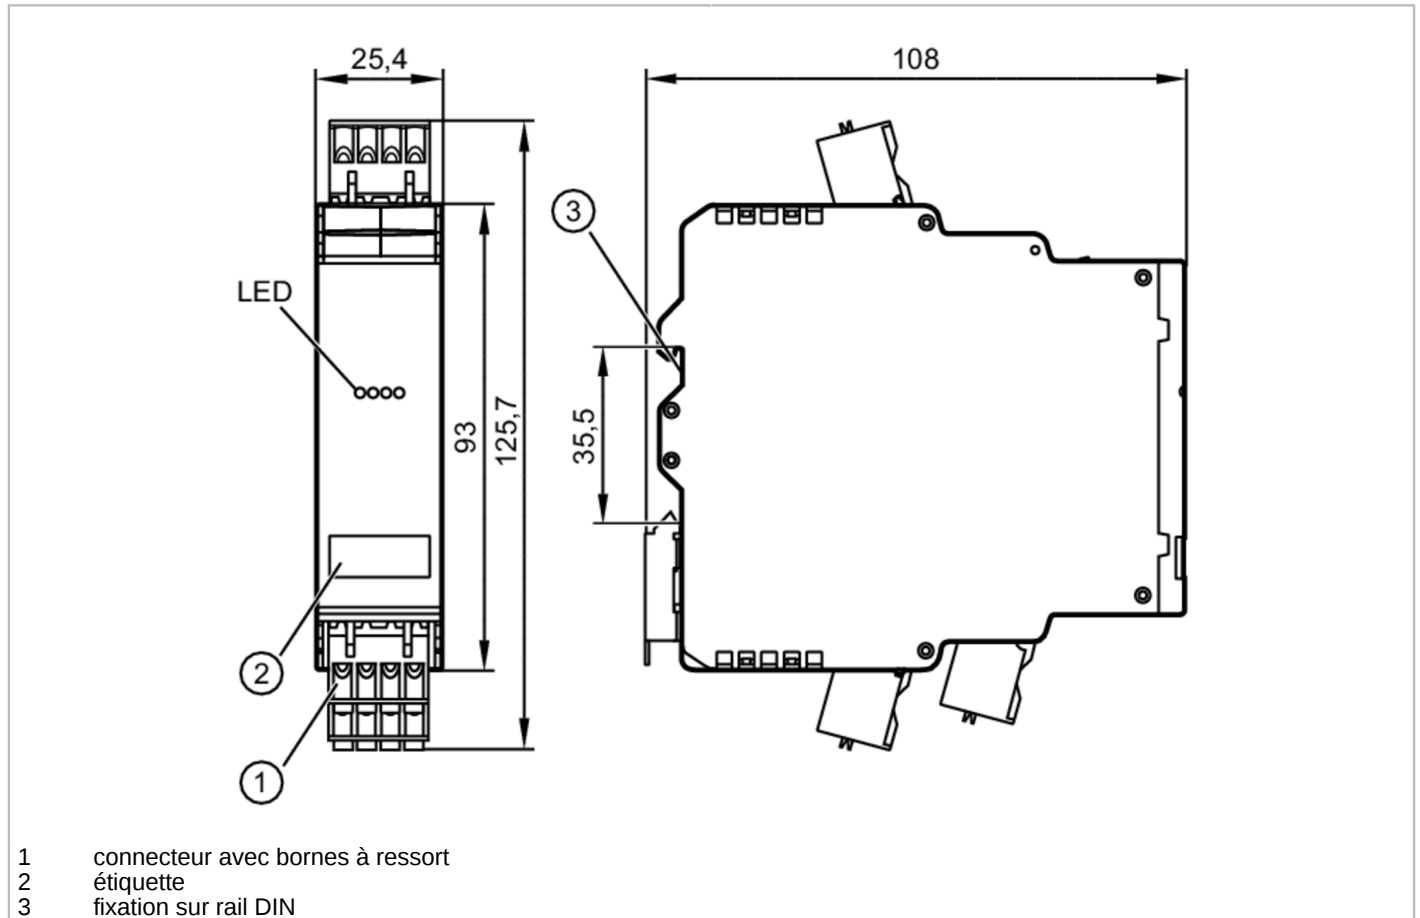 25,4
108
3
LED
93
125,7
35,5
2
1
1 connecteur avec bornes à ressort
2 étiquette
3 fixation sur rail DIN